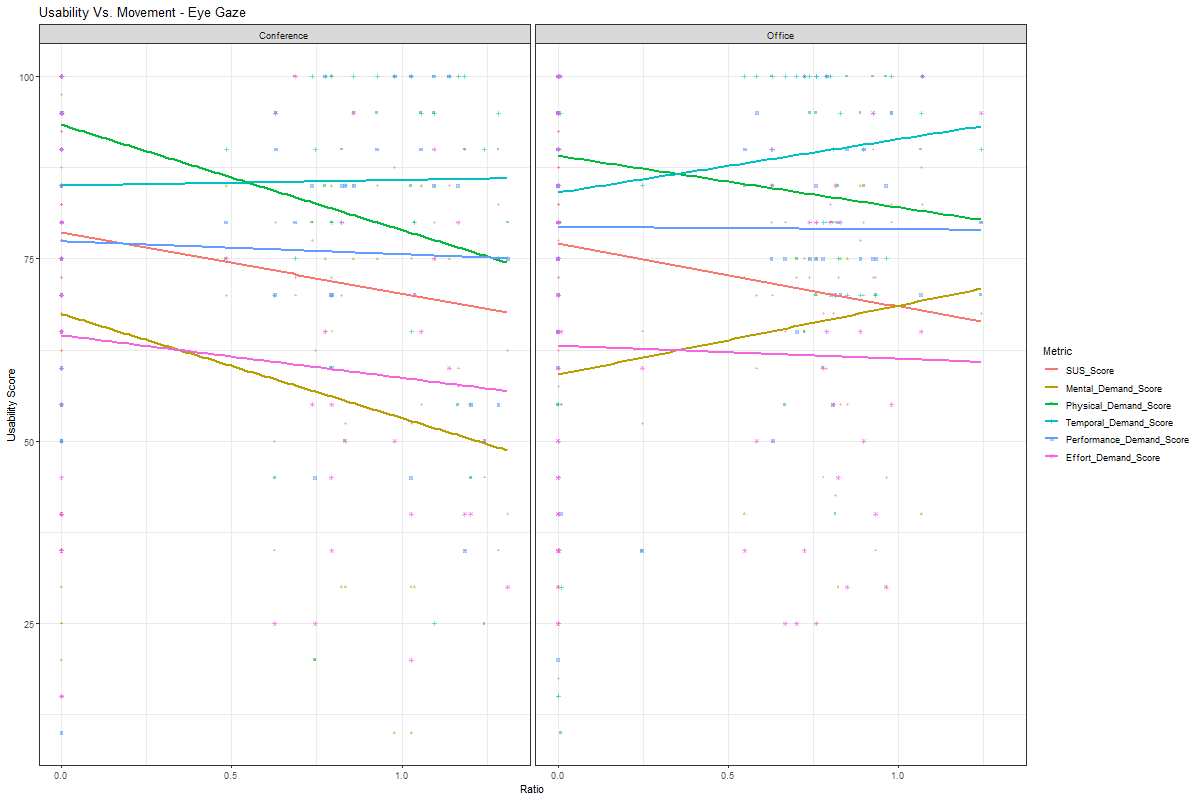 Usability Vs. Movement - Eye Gaze
Conference
Office
100
75
50
25
Usability Score
0.0
0.5
1.0
0.0
0.5
1.0
Ratio
Metric
SUS_Score
Mental_Demand_Score
Physical_Demand_Score
Temporal_Demand_Score
Performance_Demand_Score
Effort_Demand_Score